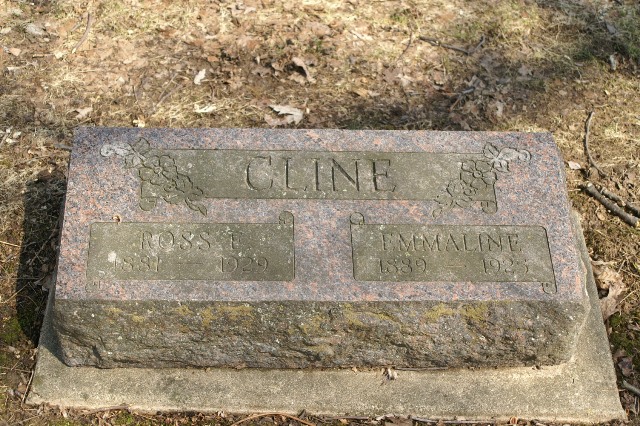 CLINE
ROSS E
1881 — 1929
EMMALINE
1889 — 1923